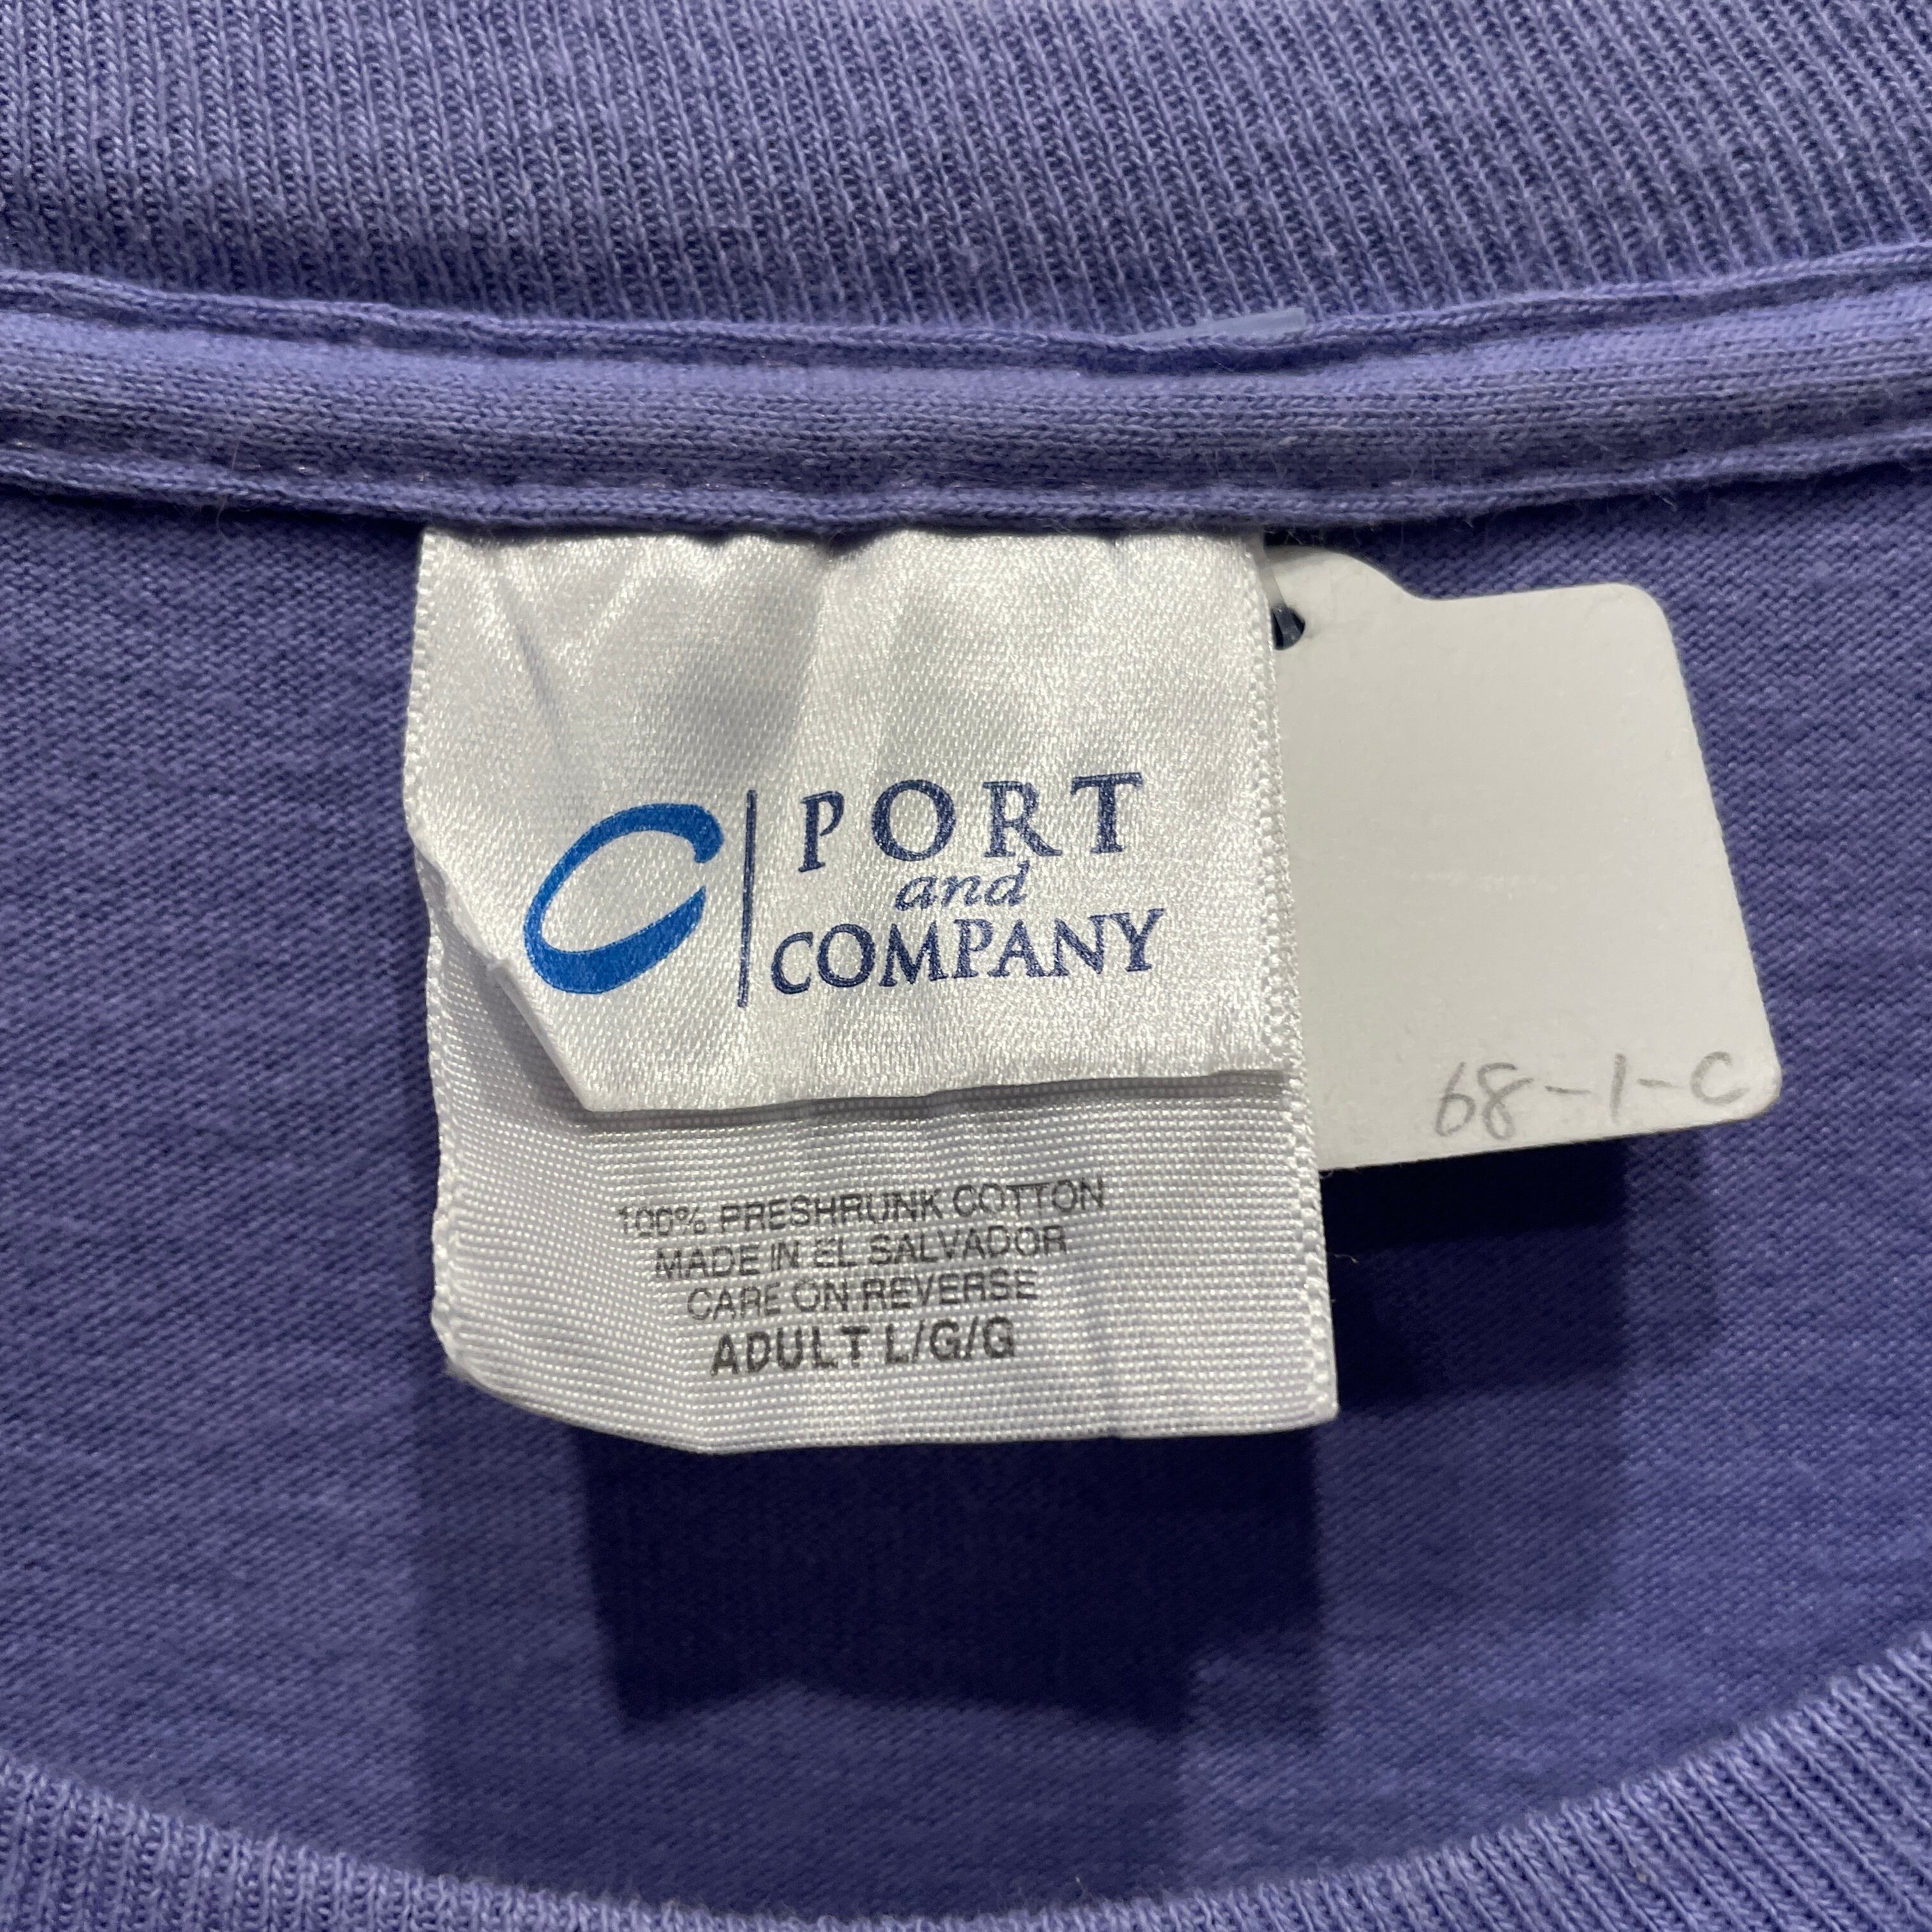 PORT
and
COMPANY
68-1-C
100% PRESHRUNK COTTON
MADE IN EL SALVADOR
CARE ON REVERSE
ADULT L/G/G